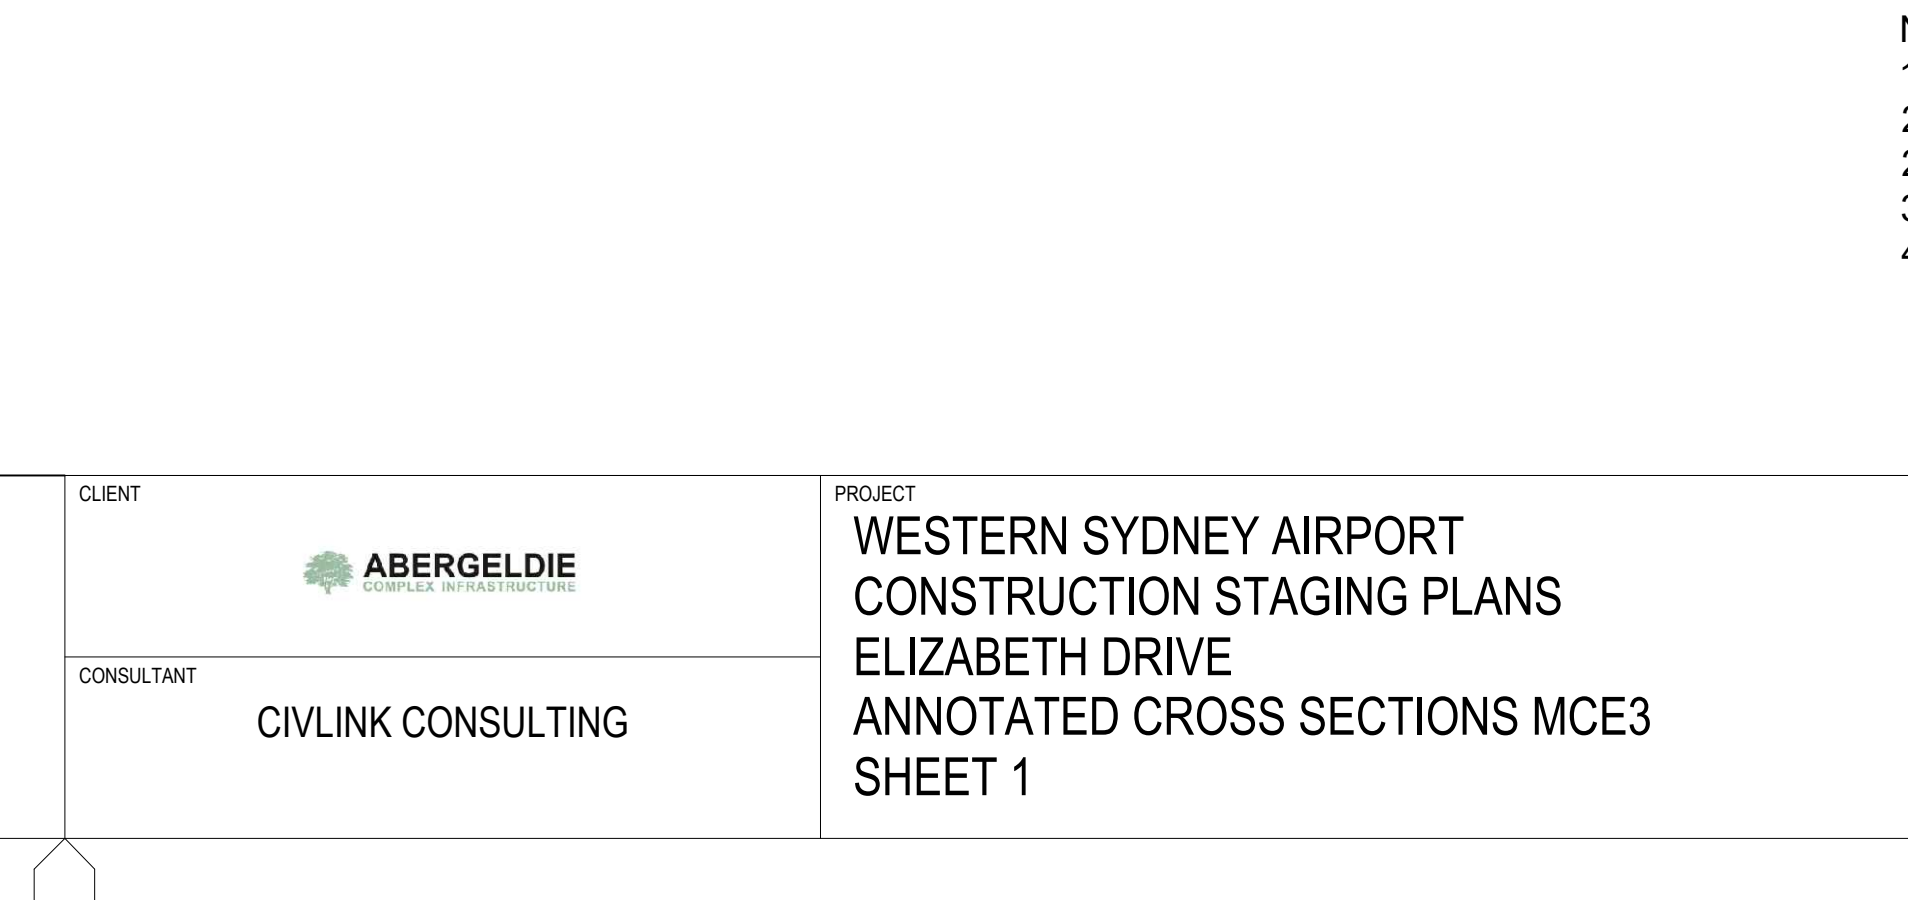 CLIENT
ABERGELDIE
COMPLEX INFRASTRUCTURE
CONSULTANT
CIVLINK CONSULTING
PROJECT
WESTERN SYDNEY AIRPORT
CONSTRUCTION STAGING PLANS
ELIZABETH DRIVE
ANNOTATED CROSS SECTIONS MCE3
SHEET 1